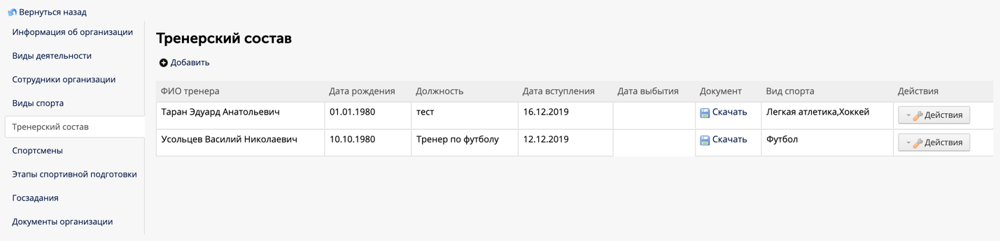 Вернуться назад
Информация об организации
Виды деятельности
Сотрудники организации
Виды спорта
Тренерский состав
Спортсмены
Этапы спортивной подготовки
Госзадания
Документы организации
Тренерский состав
Добавить
ФИО тренера Дата рождения Должность Дата вступления Дата выбытия Документ Вид спорта Действия
Таран Эдуард Анатольевич 01.01.1980 тест 16.12.2019 Скачать Легкая атлетика,Хоккей Действия
Усольцев Василий Николаевич 10.10.1980 Тренер по футболу 12.12.2019 Скачать Футбол Действия